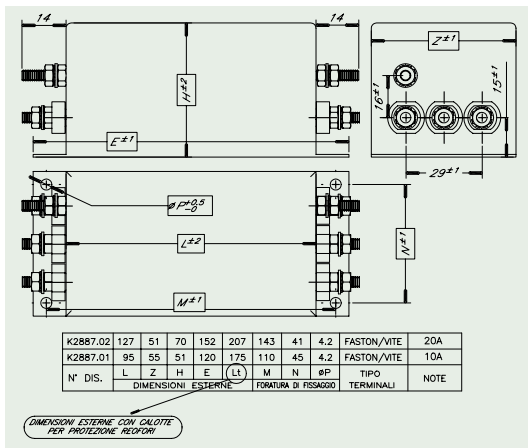 14
14
Z±1
H±2
16±1
15±1
E±1
29±1
øP+0.5
-0
L±2
N±1
M±1
K2887.02 127 51 70 152 207 143 41 4.2 FASTON/VITE 20A
K2887.01 95 55 51 120 175 110 45 4.2 FASTON/VITE 10A
N° DIS. L Z H E Lt M N øP TIPO TERMINALI NOTE
DIMENSIONI ESTERNE FORATURA DI FISSAGGIO
DIMENSIONI ESTERNE CON CALOTTE
PER PROTEZIONE REOFORI